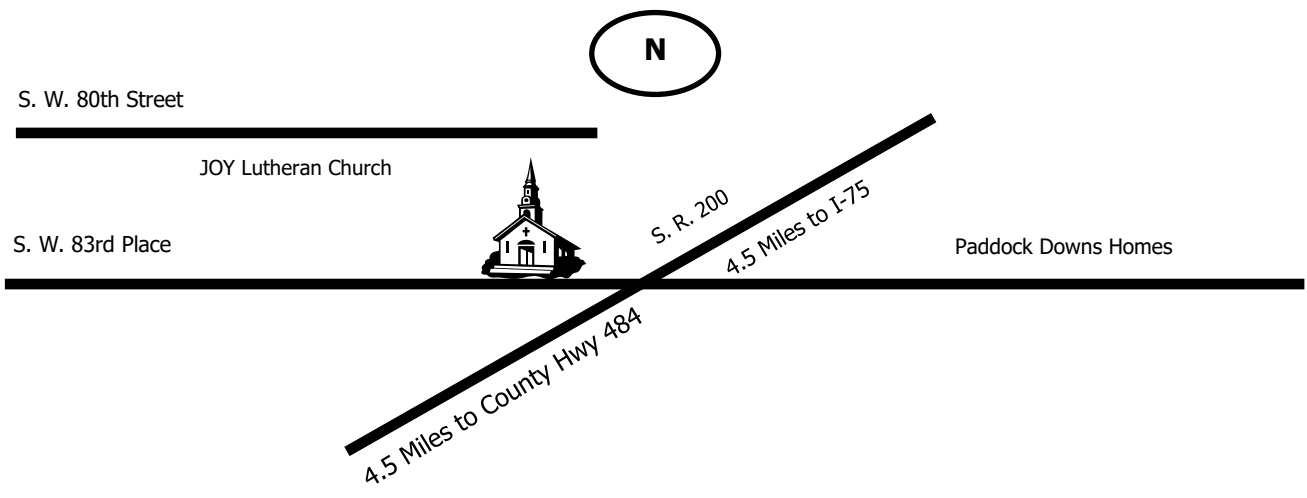 N
S. W. 80th Street
JOY Lutheran Church
S. R. 200
4.5 Miles to I-75
S. W. 83rd Place
Paddock Downs Homes
4.5 Miles to County Hwy 484